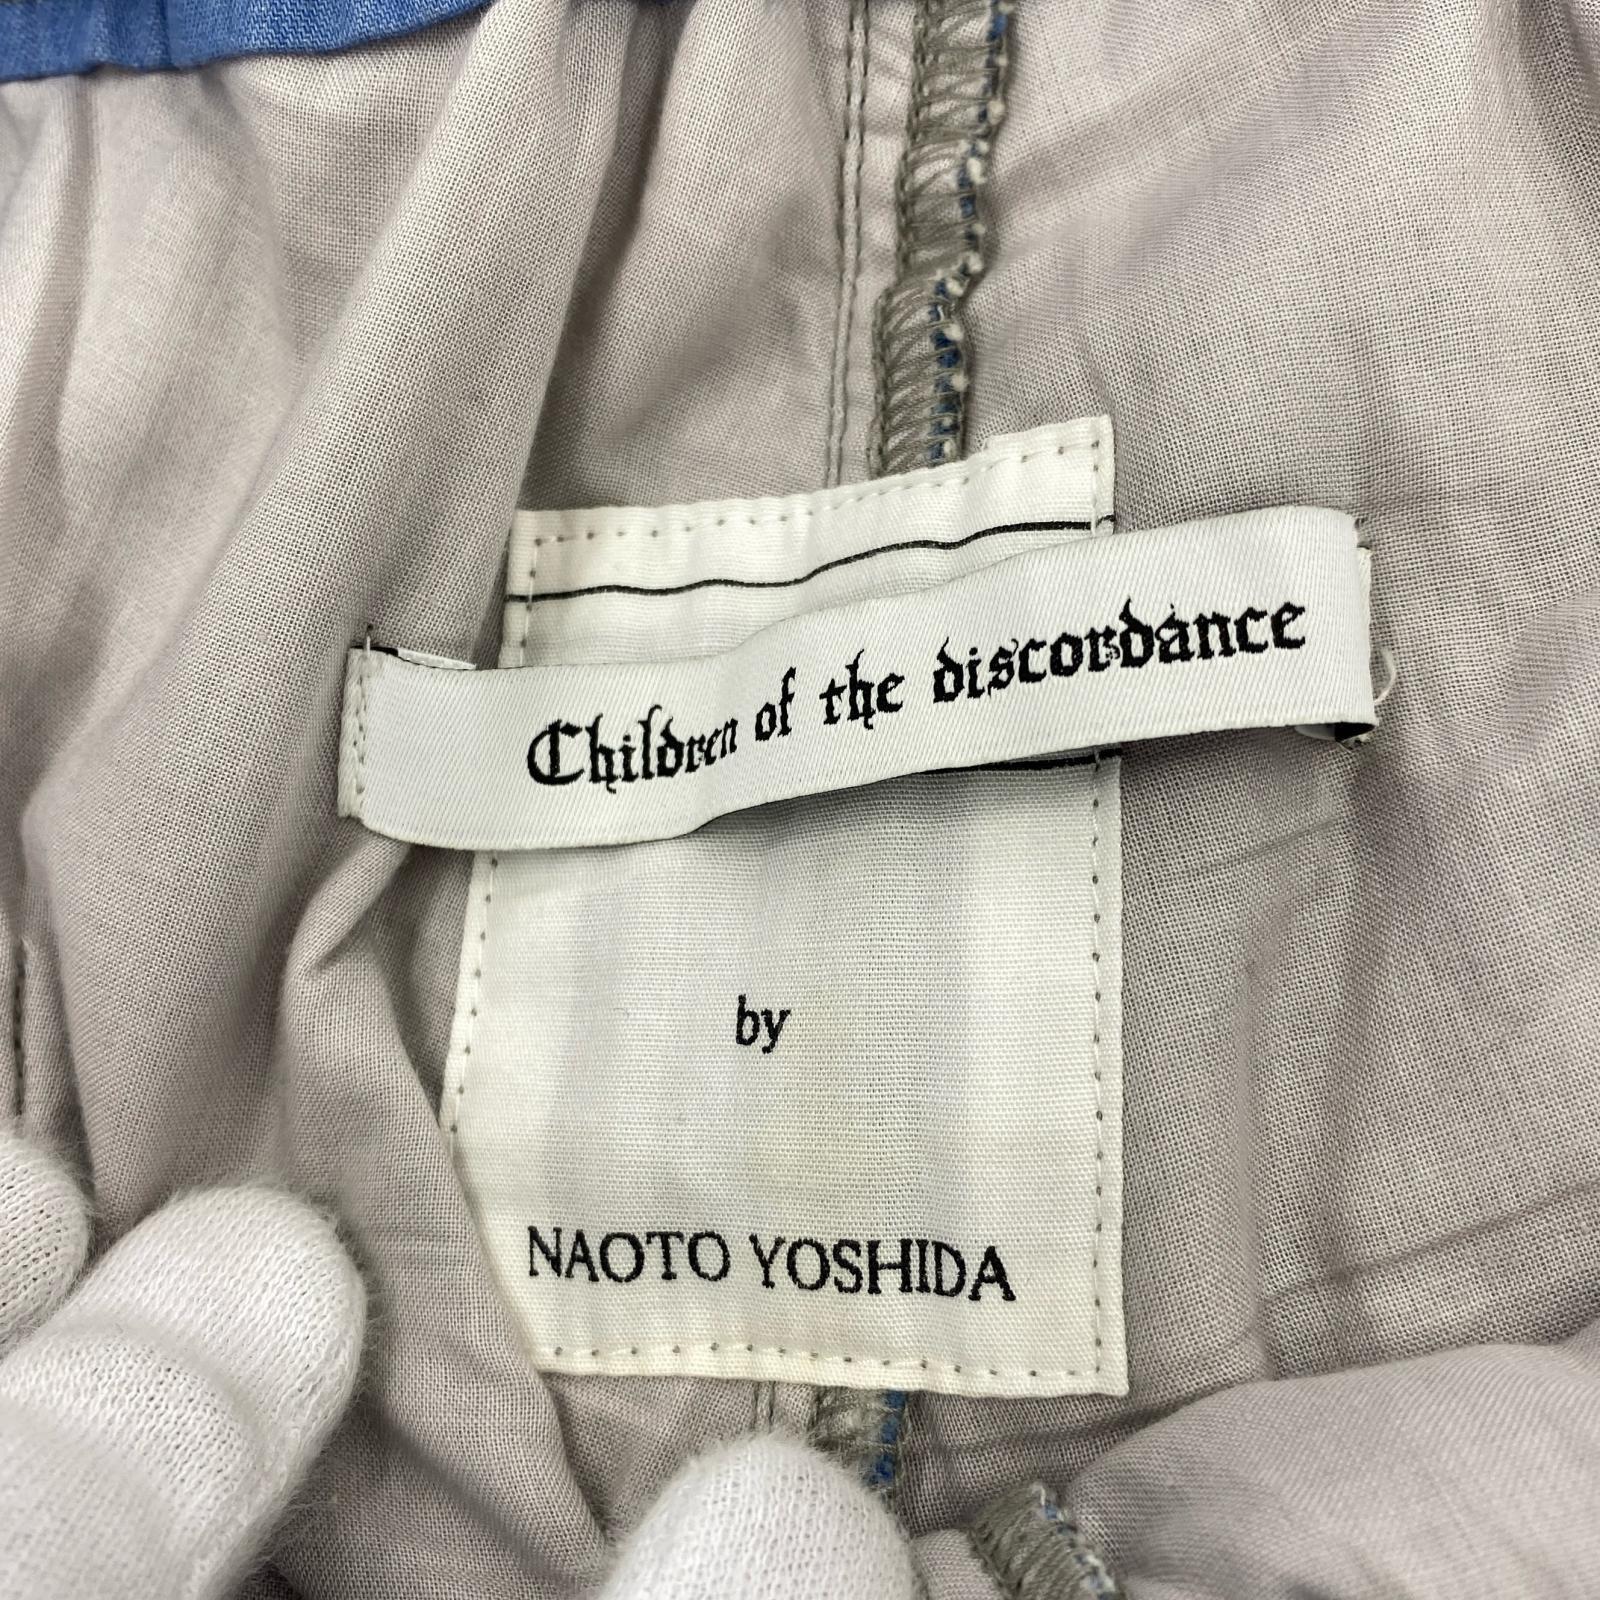 Children of the discordance
by
NAOTO YOSHIDA